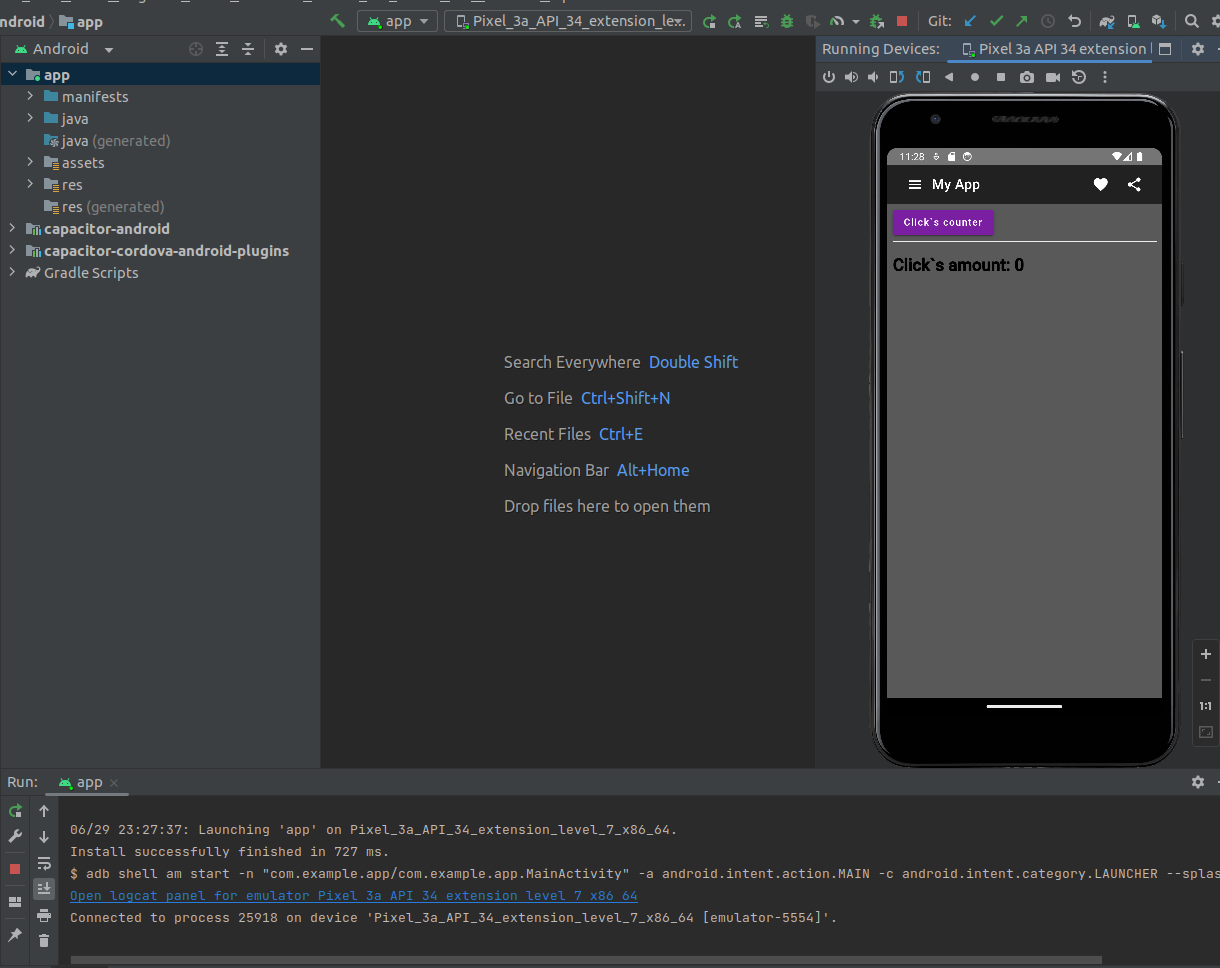 ndroid
app
app
Pixel_3a_API_34_extension_le...
Git:
Android
Running Devices:
Pixel 3a API 34 extension
app
manifests
java
java (generated)
assets
res
res (generated)
capacitor-android
capacitor-cordova-android-plugins
Gradle Scripts
Search Everywhere Double Shift
Go to File Ctrl+Shift+N
Recent Files Ctrl+E
Navigation Bar Alt+Home
Drop files here to open them
11:28
My App
Click`s counter
Click`s amount: 0
1:1
Run:
app
06/29 23:27:37: Launching 'app' on Pixel_3a_API_34_extension_level_7_x86_64.
Install successfully finished in 727 ms.
$ adb shell am start -n "com.example.app/com.example.app.MainActivity" -a android.intent.action.MAIN -c android.intent.category.LAUNCHER --splas
Open logcat panel for emulator Pixel 3a API 34 extension level 7 x86 64
Connected to process 25918 on device 'Pixel_3a_API_34_extension_level_7_x86_64 [emulator-5554]'.